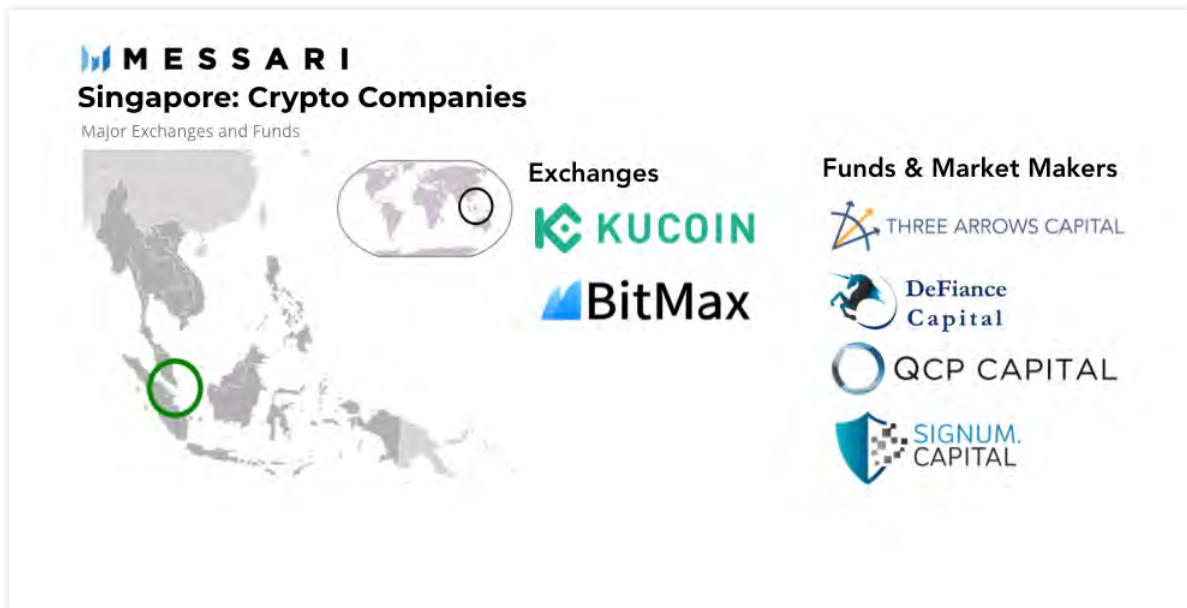 MESSARI
Singapore: Crypto Companies
Major Exchanges and Funds
Exchanges
KUCOIN
BitMax
Funds & Market Makers
THREE ARROWS CAPITAL
DeFiance
Capital
QCP CAPITAL
SIGNUM.
CAPITAL